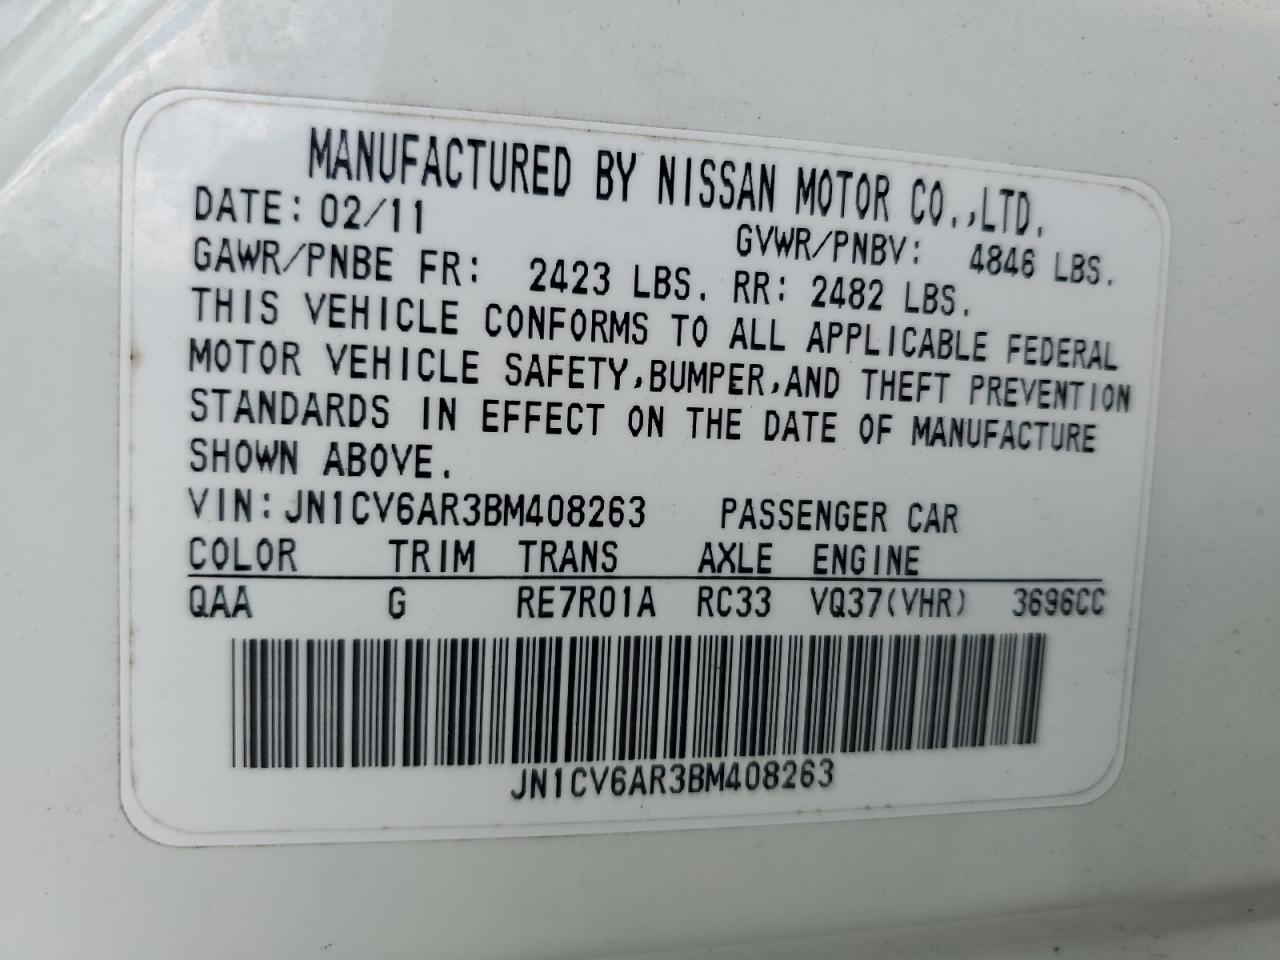 MANUFACTURED BY NISSAN MOTOR CO.,LTD.
DATE: 02/11 GVWR/PNBV: 4846 LBS.
GAWR/PNBE FR: 2423 LBS. RR: 2482 LBS.
THIS VEHICLE CONFORMS TO ALL APPLICABLE FEDERAL
MOTOR VEHICLE SAFETY,BUMPER,AND THEFT PREVENTION
STANDARDS IN EFFECT ON THE DATE OF MANUFACTURE
SHOWN ABOVE.
VIN:JN1CV6AR3BM408263 PASSENGER CAR
COLOR TRIM TRANS AXLE ENGINE
QAA G RE7R01A RC33 VQ37(VHR) 3696CC
JN1CV6AR3BM408263